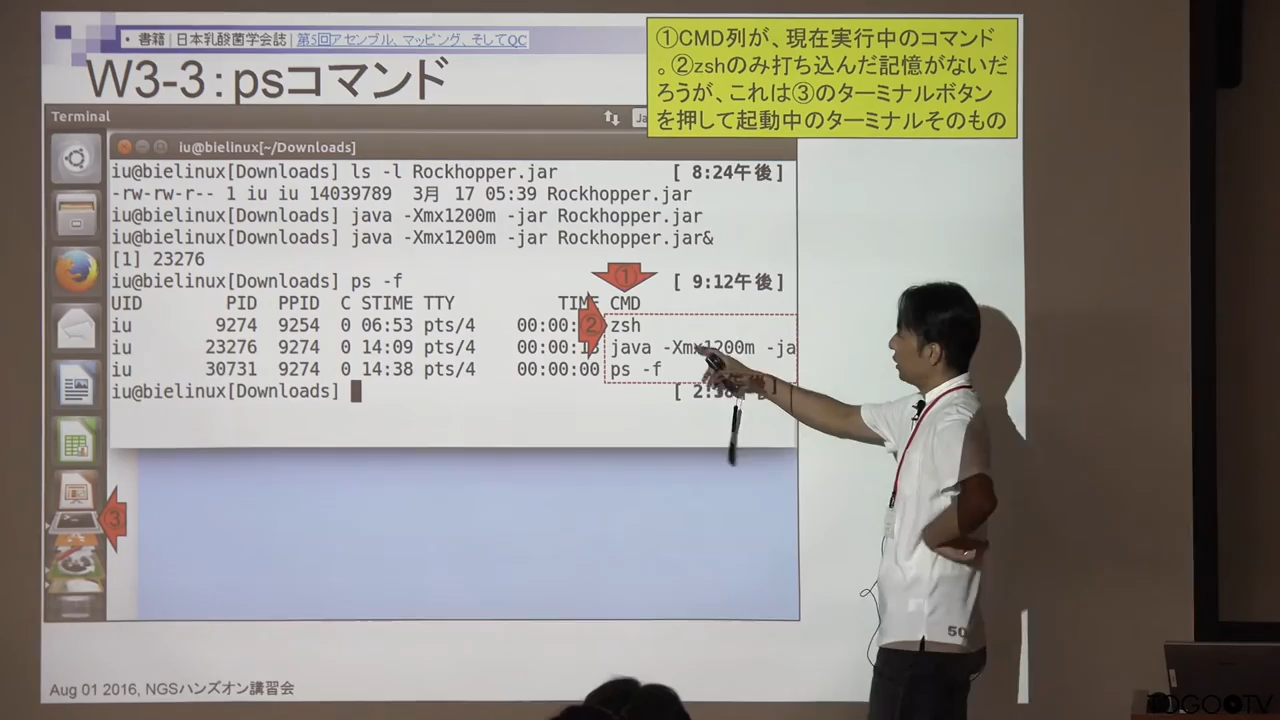 • 書籍 | 日本乳酸菌学会誌 | 第5回アセンブル、マッピング、そしてQC
W3-3：psコマンド
①CMD列が、現在実行中のコマンド
。②zshのみ打ち込んだ記憶がないだ
ろうが、これは③のターミナルボタン
を押して起動中のターミナルそのもの
Terminal
Ja
iu@bielinux[~/Downloads]
iu@bielinux[Downloads] ls -l Rockhopper.jar [ 8:24午後]
-rw-rw-r-- 1 iu iu 14039789 3月 17 05:39 Rockhopper.jar
iu@bielinux[Downloads] java -Xmx1200m -jar Rockhopper.jar
iu@bielinux[Downloads] java -Xmx1200m -jar Rockhopper.jar&
[1] 23276
iu@bielinux[Downloads] ps -f [ 9:12午後]
①
UID PID PPID C STIME TTY TIME CMD
iu 9274 9254 0 06:53 pts/4 00:00: ② zsh
iu 23276 9274 0 14:09 pts/4 00:00:13 java -Xmx1200m -ja
iu 30731 9274 0 14:38 pts/4 00:00:00 ps -f
iu@bielinux[Downloads] [ 2:38
③
Aug 01 2016, NGSハンズオン講習会
50
TOGOTV